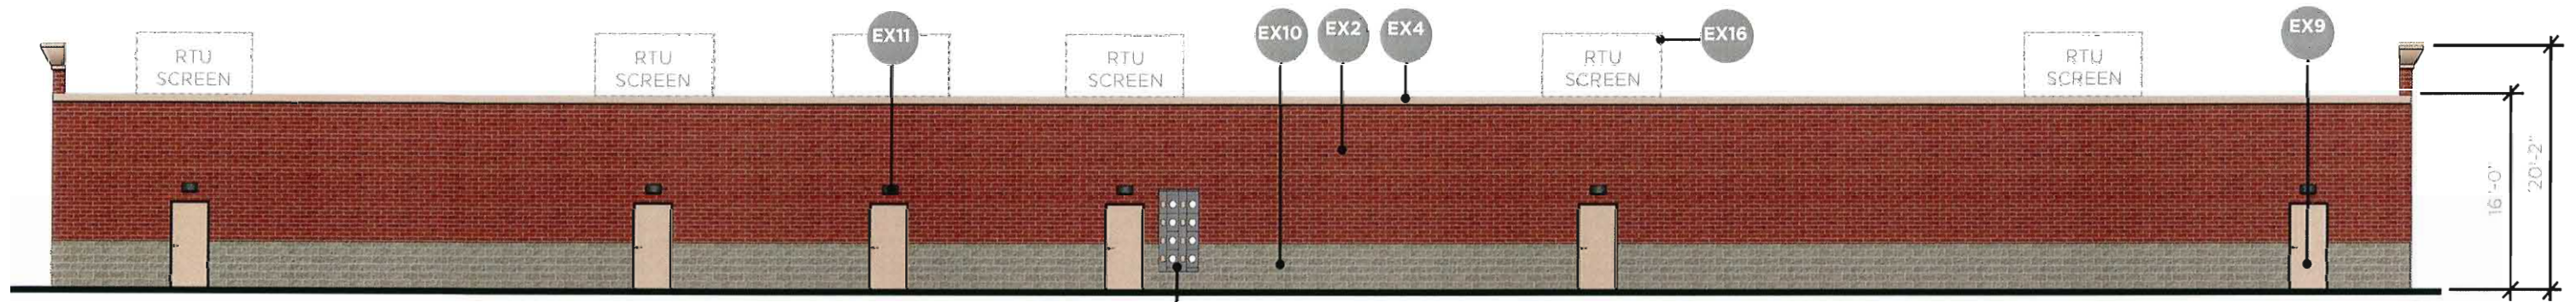 RTU
SCREEN
RTU
SCREEN
EX11
RTU
SCREEN
EX10
EX2
EX4
RTU
SCREEN
EX16
RTU
SCREEN
EX9
16'-0"
20'-2"